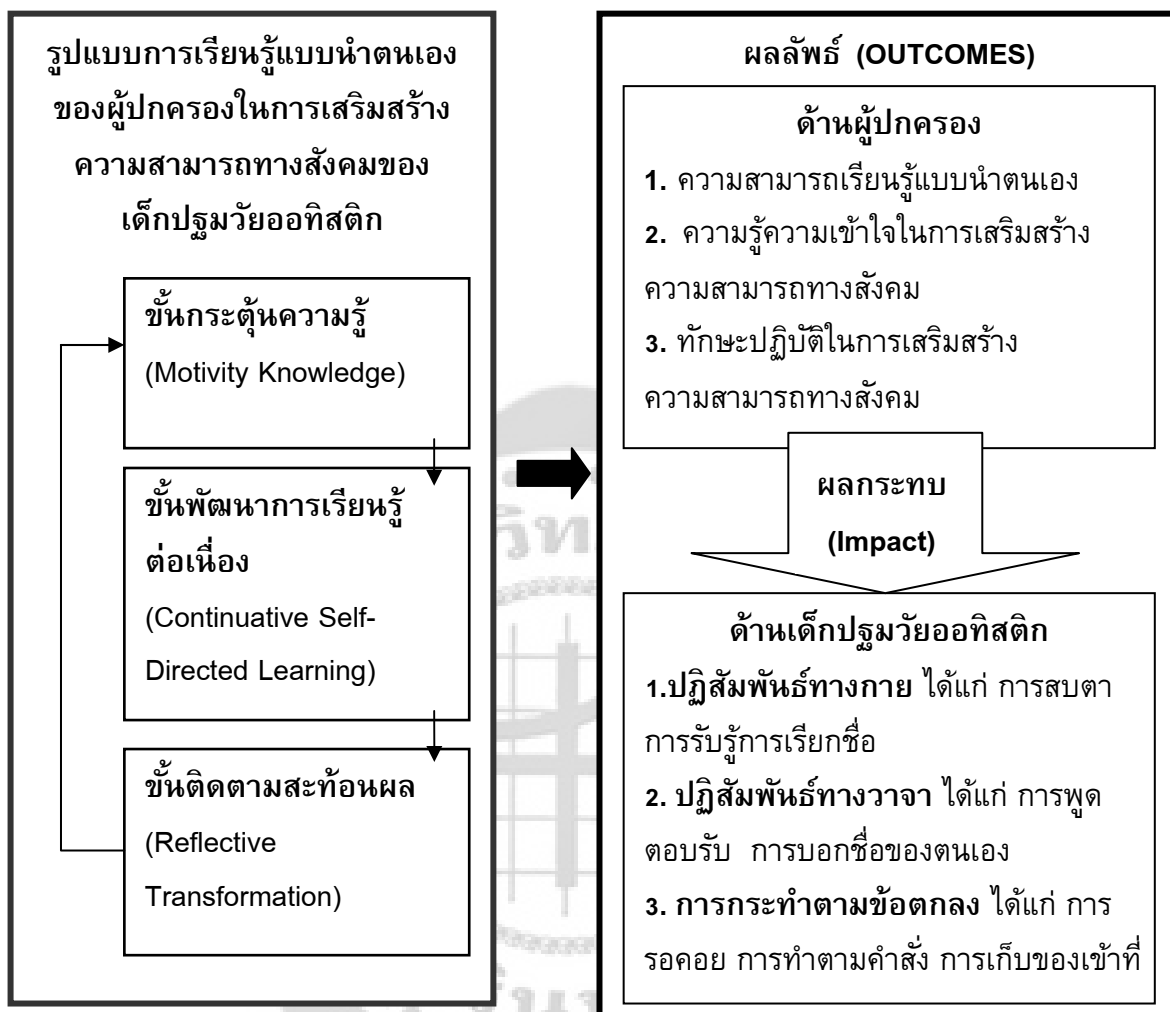 รูปแบบการเรียนรู้แบบนำตนเอง
ของผู้ปกครองในการเสริมสร้าง
ความสามารถทางสังคมของ
เด็กปฐมวัยออทิสติก
ขั้นกระตุ้นความรู้
(Motivity Knowledge)
ขั้นพัฒนาการเรียนรู้
ต่อเนื่อง
(Continuative Self-
Directed Learning)
ขั้นติดตามสะท้อนผล
(Reflective
Transformation)
ผลลัพธ์ (OUTCOMES)
ด้านผู้ปกครอง
1. ความสามารถเรียนรู้แบบนำตนเอง
2. ความรู้ความเข้าใจในการเสริมสร้าง
ความสามารถทางสังคม
3. ทักษะปฏิบัติในการเสริมสร้าง
ความสามารถทางสังคม
ผลกระทบ
(Impact)
ด้านเด็กปฐมวัยออทิสติก
1.ปฏิสัมพันธ์ทางกาย ได้แก่ การสบตา
การรับรู้การเรียกชื่อ
2. ปฏิสัมพันธ์ทางวาจา ได้แก่ การพูด
ตอบรับ การบอกชื่อของตนเอง
3. การกระทำตามข้อตกลง ได้แก่ การ
รอคอย การทำตามคำสั่ง การเก็บของเข้าที่